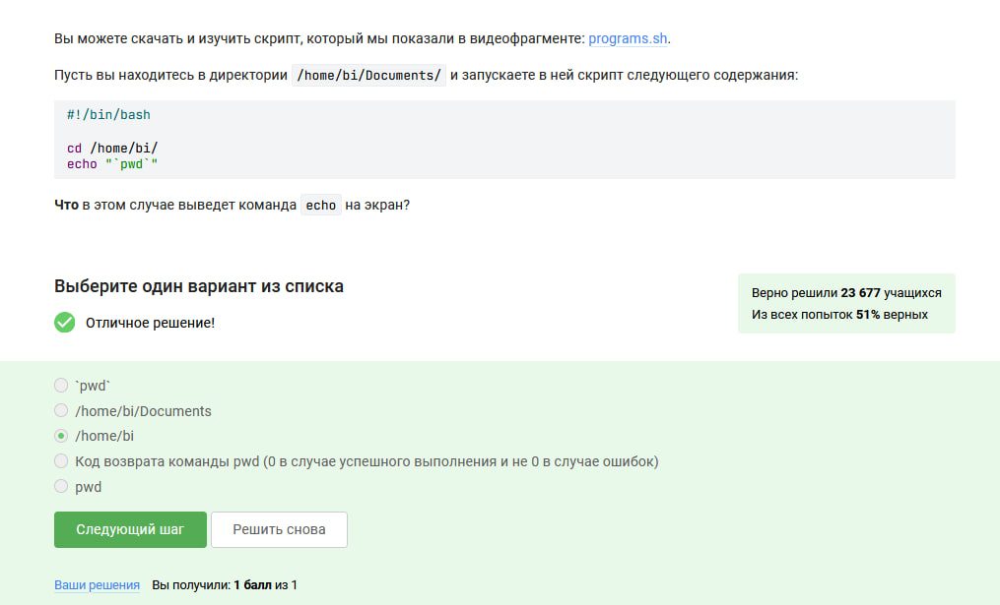 Вы можете скачать и изучить скрипт, который мы показали в видеофрагменте: programs.sh.
Пусть вы находитесь в директории /home/bi/Documents/ и запускаете в ней скрипт следующего содержания:
#!/bin/bash
cd /home/bi/
echo "`pwd`"
Что в этом случае выведет команда echo на экран?
Выберите один вариант из списка
Отличное решение!
Верно решили 23 677 учащихся
Из всех попыток 51% верных
`pwd`
/home/bi/Documents
/home/bi
Код возврата команды pwd (0 в случае успешного выполнения и не 0 в случае ошибок)
pwd
Следующий шаг
Решить снова
Ваши решения Вы получили: 1 балл из 1